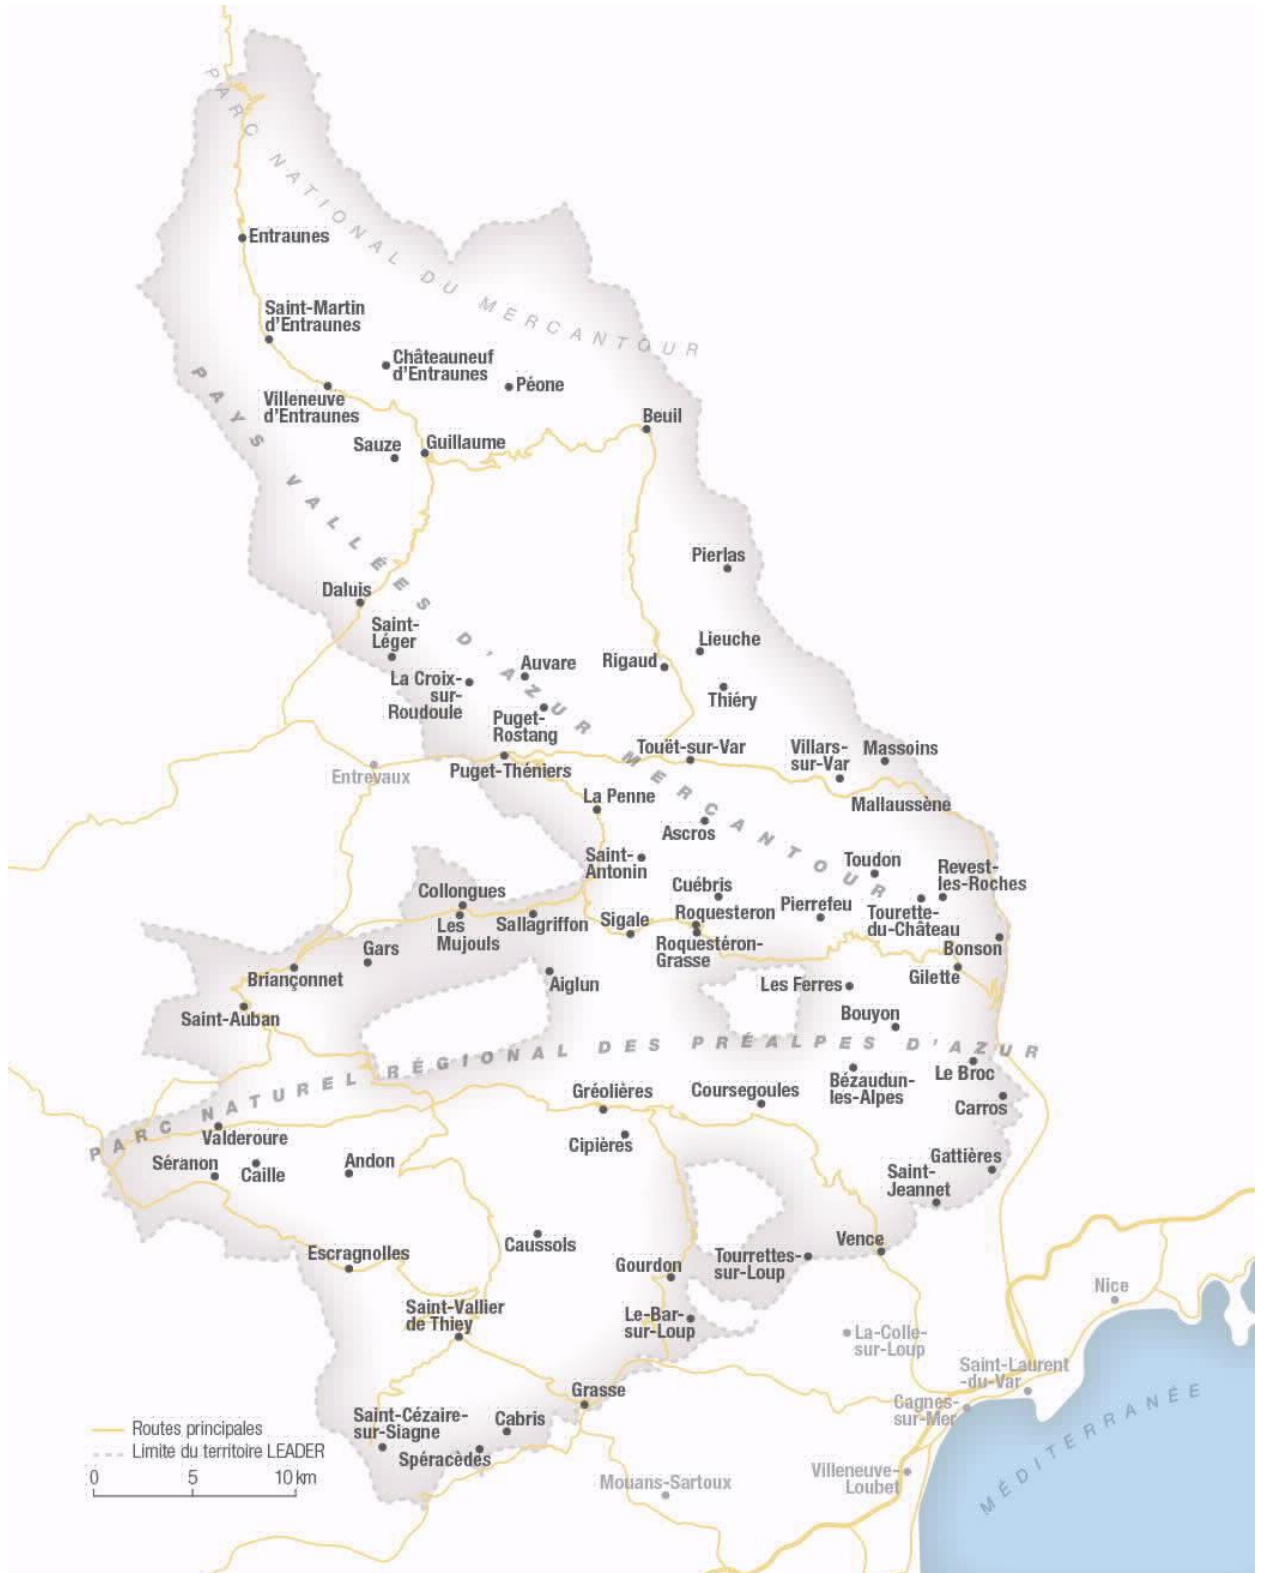 PARC NATIONAL DU MERCANTOUR
Entraunes
Saint-Martin
d'Entraunes
Châteauneuf
d'Entraunes
Péone
Villeneuve
d'Entraunes
PAYS VALLÉES D'AZUR MERCANTOUR
Beuil
Sauze
Guillaume
Pierlas
Daluis
Saint-
Léger
Lieuche
Auvare
Rigaud
La Croix-
sur-
Roudoule
Thiéry
Puget-
Rostang
Touët-sur-Var
Villars-
sur-Var
Massoins
Entrevaux
Puget-Théniers
La Penne
Mallaussène
Ascros
Saint-
Antonin
Toudon
Revest-
les-Roches
Collongues
Cuébris
Pierrefeu
Les
Mujouls
Sallagriffon
Sigale
Roquesteron
Tourette-
du-Château
Gars
Roquestéron-
Grasse
Bonson
Briançonnet
Aiglun
Les Ferres
Gilette
Saint-Auban
Bouyon
PARC NATUREL RÉGIONAL DES PRÉALPES D'AZUR
Le Broc
Gréolières
Coursegoules
Bézaudun-
les-Alpes
Carros
Valderoure
Cipières
Séranon
Caille
Andon
Gattières
Saint-
Jeannet
Escragnolles
Caussols
Vence
Gourdon
Tourrettes-
sur-Loup
Nice
Saint-Vallier
de Thiey
Le-Bar-
sur-Loup
La-Colle-
sur-Loup
Saint-Laurent
-du-Var
Grasse
Cagnes-
sur-Mer
MÉDITERRANÉE
Saint-Cézaire-
sur-Siagne
Cabris
Spéracèdès
Villeneuve-
Loubet
Mouans-Sartoux
Routes principales
Limite du territoire LEADER
0 5 10 km